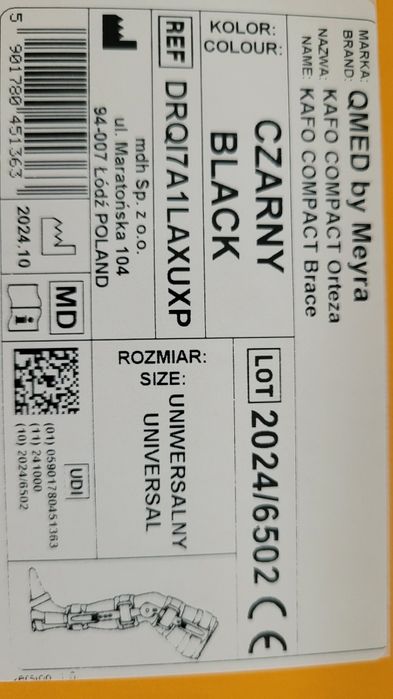 MARKA:
BRAND: QMED by Meyra
NAZWA: KAFO COMPACT Orteza
NAME: KAFO COMPACT Brace
KOLOR:
COLOUR:
CZARNY
BLACK
LOT 2024/6502 CE
REF DRQI7A1LAXUXP
ROZMIAR:
SIZE:
UNIWERSALNY
UNIVERSAL
mdh Sp. z o.o.
ul. Maratońska 104
94-007 Łódź POLAND
MD
UDI
2024.10
(01) 05901780451363
(11) 241000
(10) 2024/6502
5 901780 451363